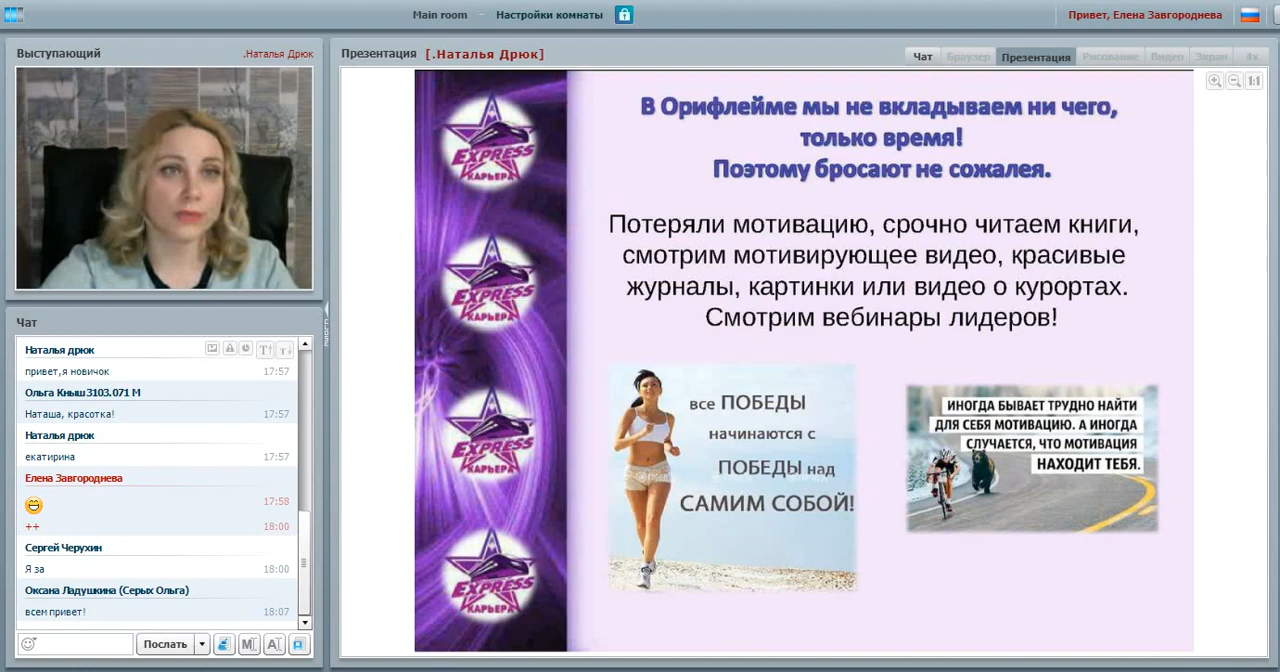 Main room
Настройки комнаты
Привет, Елена Завгороднева
Выступающий
.Наталья Дрюк
Презентация [.Наталья Дрюк]
Чат
Браузер
Презентация
Рисование
Видео
Экран
1:1
В Орифлейме мы не вкладываем ни чего,
только время!
Поэтому бросают не сожалея.
Потеряли мотивацию, срочно читаем книги,
смотрим мотивирующее видео, красивые
журналы, картинки или видео о курортах.
Смотрим вебинары лидеров!
EXPRESS
КАРЬЕРА
EXPRESS
КАРЬЕРА
EXPRESS
КАРЬЕРА
EXPRESS
КАРЬЕРА
все ПОБЕДЫ
начинаются с
ПОБЕДЫ над
САМИМ СОБОЙ!
ИНОГДА БЫВАЕТ ТРУДНО НАЙТИ
ДЛЯ СЕБЯ МОТИВАЦИЮ. А ИНОГДА
СЛУЧАЕТСЯ, ЧТО МОТИВАЦИЯ
НАХОДИТ ТЕБЯ.
Чат
Наталья дрюк
привет,я новичок 17:57
Ольга Кныш 3103.071 М
Наташа, красотка! 17:57
Наталья дрюк
екатирина 17:57
Елена Завгороднева
17:58
++ 18:00
Сергей Черухин
Я за 18:00
Оксана Ладушкина (Серых Ольга)
всем привет! 18:07
Послать